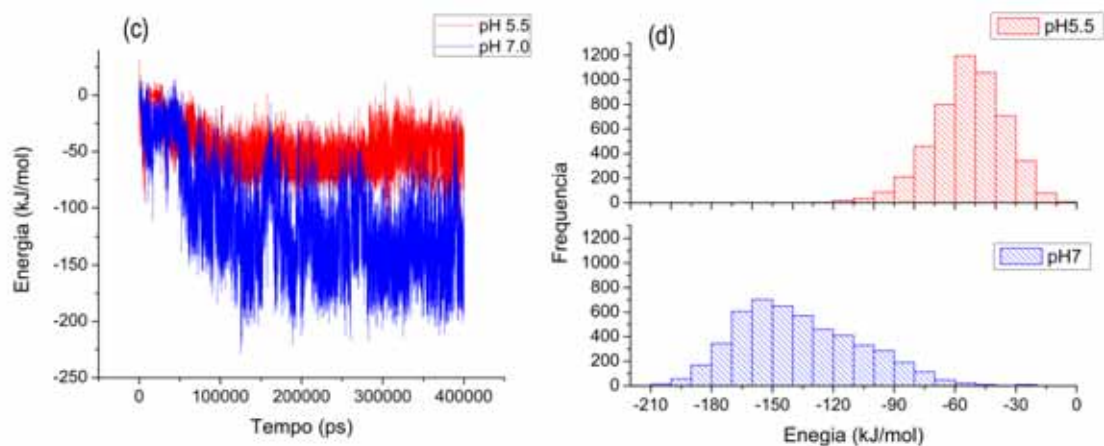 (c)
pH 5.5
pH 7.0
0
-50
-100
-150
-200
-250
Energia (kJ/mol)
0 100000 200000 300000 400000
Tempo (ps)
(d)
pH5.5
1200
1000
800
600
400
200
0
Frequencia
pH7
1200
1000
800
600
400
200
0
-210 -180 -150 -120 -90 -60 -30 0
Enegia (kJ/mol)